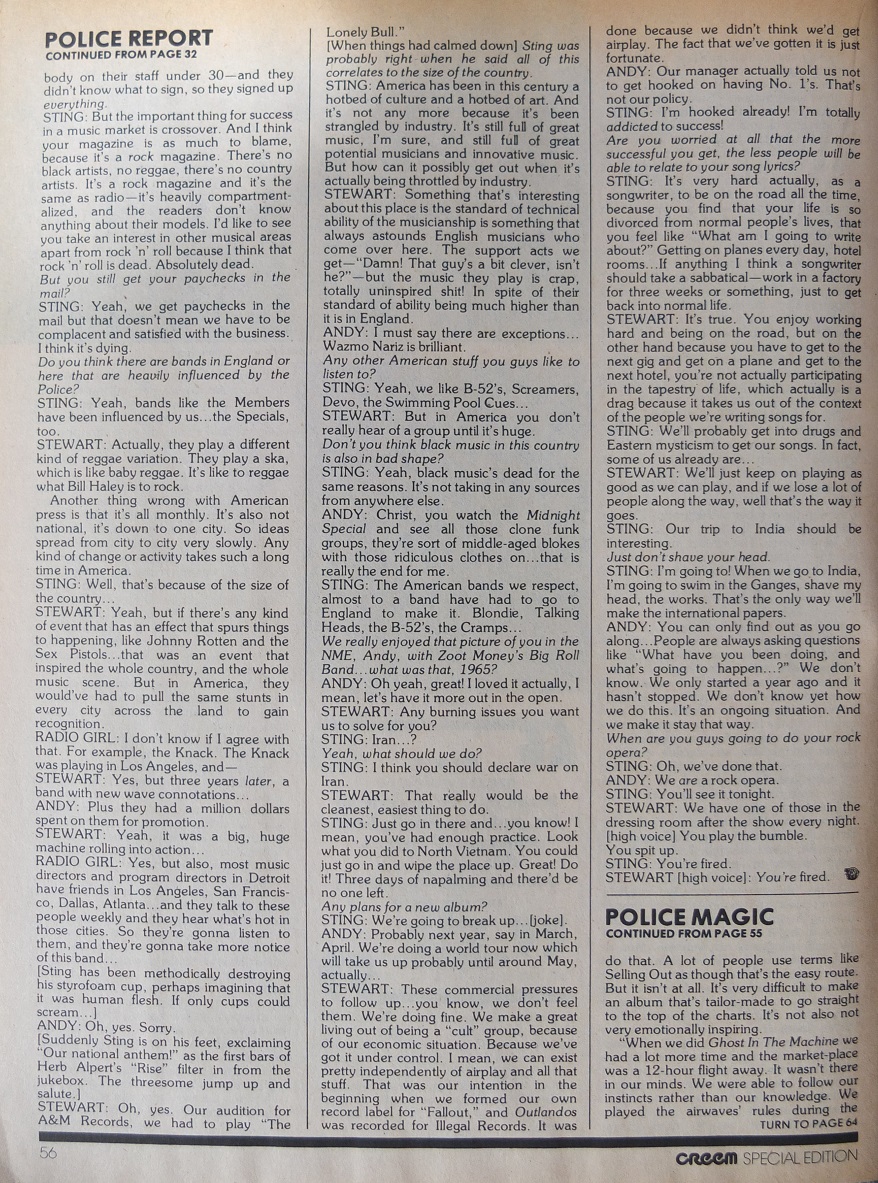 POLICE REPORT
CONTINUED FROM PAGE 32
body on their staff under 30—and they
didn't know what to sign, so they signed up
everything.
STING: But the important thing for success
in a music market is crossover. And I think
your magazine is as much to blame,
because it's a rock magazine. There's no
black artists, no reggae, there's no country
artists. It's a rock magazine and it's the
same as radio—it's heavily compartment-
alized, and the readers don't know
anything about their models. I'd like to see
you take an interest in other musical areas
apart from rock 'n' roll because I think that
rock 'n' roll is dead. Absolutely dead.
But you still get your paychecks in the
mail?
STING: Yeah, we get paychecks in the
mail but that doesn't mean we have to be
complacent and satisfied with the business.
I think it's dying.
Do you think there are bands in England or
here that are heavily influenced by the
Police?
STING: Yeah, bands like the Members
have been influenced by us...the Specials,
too.
STEWART: Actually, they play a different
kind of reggae variation. They play a ska,
which is like baby reggae. It's like to reggae
what Bill Haley is to rock.
Another thing wrong with American
press is that it's all monthly. It's also not
national, it's down to one city. So ideas
spread from city to city very slowly. Any
kind of change or activity takes such a long
time in America.
STING: Well, that's because of the size of
the country...
STEWART: Yeah, but if there's any kind
of event that has an effect that spurs things
to happening, like Johnny Rotten and the
Sex Pistols...that was an event that
inspired the whole country, and the whole
music scene. But in America, they
would've had to pull the same stunts in
every city across the land to gain
recognition.
RADIO GIRL: I don't know if I agree with
that. For example, the Knack. The Knack
was playing in Los Angeles, and—
STEWART: Yes, but three years later, a
band with new wave connotations...
ANDY: Plus they had a million dollars
spent on them for promotion.
STEWART: Yeah, it was a big, huge
machine rolling into action...
RADIO GIRL: Yes, but also, most music
directors and program directors in Detroit
have friends in Los Angeles, San Francis-
co, Dallas, Atlanta...and they talk to these
people weekly and they hear what's hot in
those cities. So they're gonna listen to
them, and they're gonna take more notice
of this band...
[Sting has been methodically destroying
his styrofoam cup, perhaps imagining that
it was human flesh. If only cups could
scream...]
ANDY: Oh, yes. Sorry.
[Suddenly Sting is on his feet, exclaiming
"Our national anthem!" as the first bars of
Herb Alpert's "Rise" filter in from the
jukebox. The threesome jump up and
salute.]
STEWART: Oh, yes. Our audition for
A&M Records, we had to play "The
Lonely Bull."
[When things had calmed down] Sting was
probably right when he said all of this
correlates to the size of the country.
STING: America has been in this century a
hotbed of culture and a hotbed of art. And
it's not any more because it's been
strangled by industry. It's still full of great
music, I'm sure, and still full of great
potential musicians and innovative music.
But how can it possibly get out when it's
actually being throttled by industry.
STEWART: Something that's interesting
about this place is the standard of technical
ability of the musicianship is something that
always astounds English musicians who
come over here. The support acts we
get—"Damn! That guy's a bit clever, isn't
he?"—but the music they play is crap,
totally uninspired shit! In spite of their
standard of ability being much higher than
it is in England.
ANDY: I must say there are exceptions...
Wazmo Nariz is brilliant.
Any other American stuff you guys like to
listen to?
STING: Yeah, we like B-52's, Screamers,
Devo, the Swimming Pool Cues...
STEWART: But in America you don't
really hear of a group until it's huge.
Don't you think black music in this country
is also in bad shape?
STING: Yeah, black music's dead for the
same reasons. It's not taking in any sources
from anywhere else.
ANDY: Christ, you watch the Midnight
Special and see all those clone funk
groups, they're sort of middle-aged blokes
with those ridiculous clothes on...that is
really the end for me.
STING: The American bands we respect,
almost to a band have had to go to
England to make it. Blondie, Talking
Heads, the B-52's, the Cramps...
We really enjoyed that picture of you in the
NME, Andy, with Zoot Money's Big Roll
Band...what was that, 1965?
ANDY: Oh yeah, great! I loved it actually, I
mean, let's have it more out in the open.
STEWART: Any burning issues you want
us to solve for you?
STING: Iran...?
Yeah, what should we do?
STING: I think you should declare war on
Iran.
STEWART: That really would be the
cleanest, easiest thing to do.
STING: Just go in there and...you know! I
mean, you've had enough practice. Look
what you did to North Vietnam. You could
just go in and wipe the place up. Great! Do
it! Three days of napalming and there'd be
no one left.
Any plans for a new album?
STING: We're going to break up...[joke].
ANDY: Probably next year, say in March,
April. We're doing a world tour now which
will take us up probably until around May,
actually...
STEWART: These commercial pressures
to follow up...you know, we don't feel
them. We're doing fine. We make a great
living out of being a "cult" group, because
of our economic situation. Because we've
got it under control. I mean, we can exist
pretty independently of airplay and all that
stuff. That was our intention in the
beginning when we formed our own
record label for "Fallout," and Outlandos
was recorded for Illegal Records. It was
done because we didn't think we'd get
airplay. The fact that we've gotten it is just
fortunate.
ANDY: Our manager actually told us not
to get hooked on having No. 1's. That's
not our policy.
STING: I'm hooked already! I'm totally
addicted to success!
Are you worried at all that the more
successful you get, the less people will be
able to relate to your song lyrics?
STING: It's very hard actually, as a
songwriter, to be on the road all the time,
because you find that your life is so
divorced from normal people's lives, that
you feel like "What am I going to write
about?" Getting on planes every day, hotel
rooms...If anything I think a songwriter
should take a sabbatical—work in a factory
for three weeks or something, just to get
back into normal life.
STEWART: It's true. You enjoy working
hard and being on the road, but on the
other hand because you have to get to the
next gig and get on a plane and get to the
next hotel, you're not actually participating
in the tapestry of life, which actually is a
drag because it takes us out of the context
of the people we're writing songs for.
STING: We'll probably get into drugs and
Eastern mysticism to get our songs. In fact,
some of us already are...
STEWART: We'll just keep on playing as
good as we can play, and if we lose a lot of
people along the way, well that's the way it
goes.
STING: Our trip to India should be
interesting.
Just don't shave your head.
STING: I'm going to! When we go to India,
I'm going to swim in the Ganges, shave my
head, the works. That's the only way we'll
make the international papers.
ANDY: You can only find out as you go
along...People are always asking questions
like "What have you been doing, and
what's going to happen...?" We don't
know. We only started a year ago and it
hasn't stopped. We don't know yet how
we do this. It's an ongoing situation. And
we make it stay that way.
When are you guys going to do your rock
opera?
STING: Oh, we've done that.
ANDY: We are a rock opera.
STING: You'll see it tonight.
STEWART: We have one of those in the
dressing room after the show every night.
[high voice] You play the bumble.
You spit up.
STING: You're fired.
STEWART [high voice]: You're fired.
POLICE MAGIC
CONTINUED FROM PAGE 55
do that. A lot of people use terms like
Selling Out as though that's the easy route.
But it isn't at all. It's very difficult to make
an album that's tailor-made to go straight
to the top of the charts. It's not also not
very emotionally inspiring.
"When we did Ghost In The Machine we
had a lot more time and the market-place
was a 12-hour flight away. It wasn't there
in our minds. We were able to follow our
instincts rather than our knowledge. We
played the airwaves' rules during the
TURN TO PAGE 64
56
CREEM SPECIAL EDITION